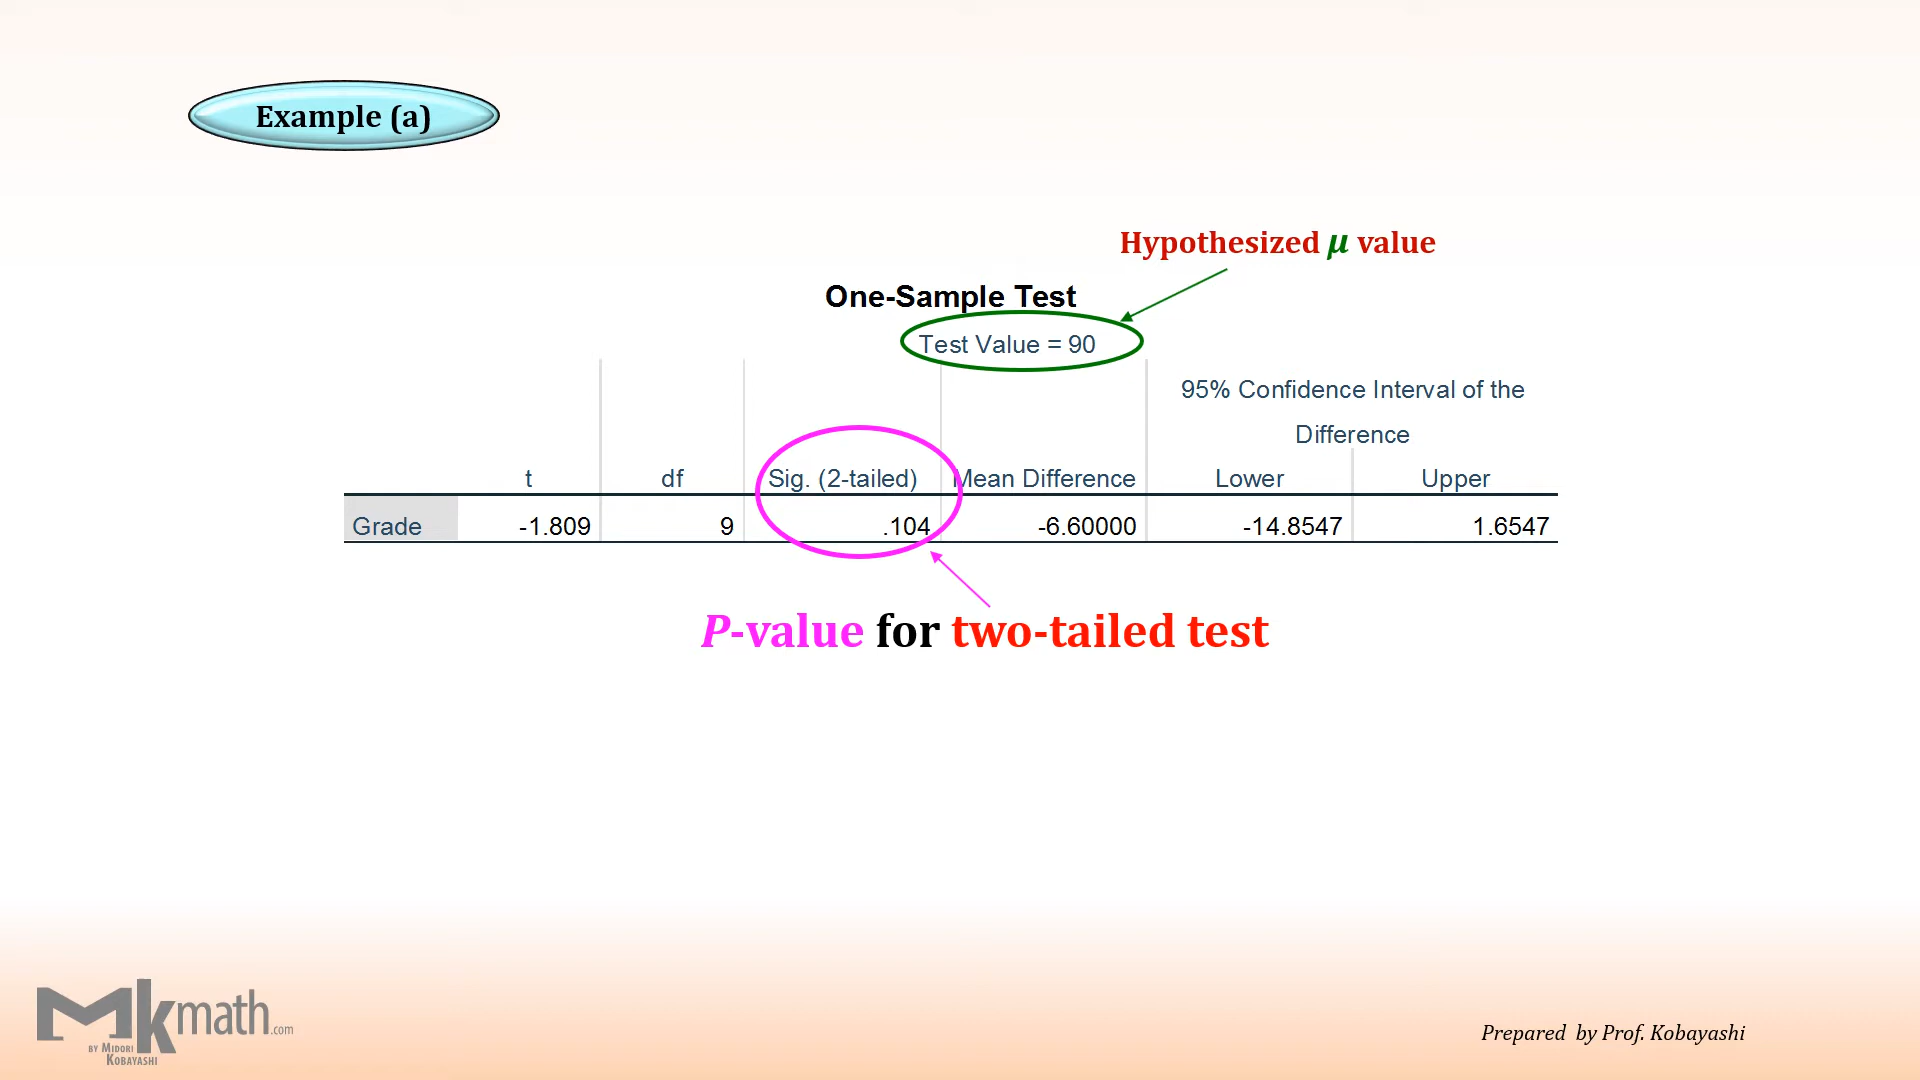 Example (a)
Hypothesized μ value
One-Sample Test
Test Value = 90
95% Confidence Interval of the
Difference
t df Sig. (2-tailed) Mean Difference Lower Upper
Grade -1.809 9 .104 -6.60000 -14.8547 1.6547
P-value for two-tailed test
Mkmath.com
BY MIDORI
KOBAYASHI
Prepared by Prof. Kobayashi